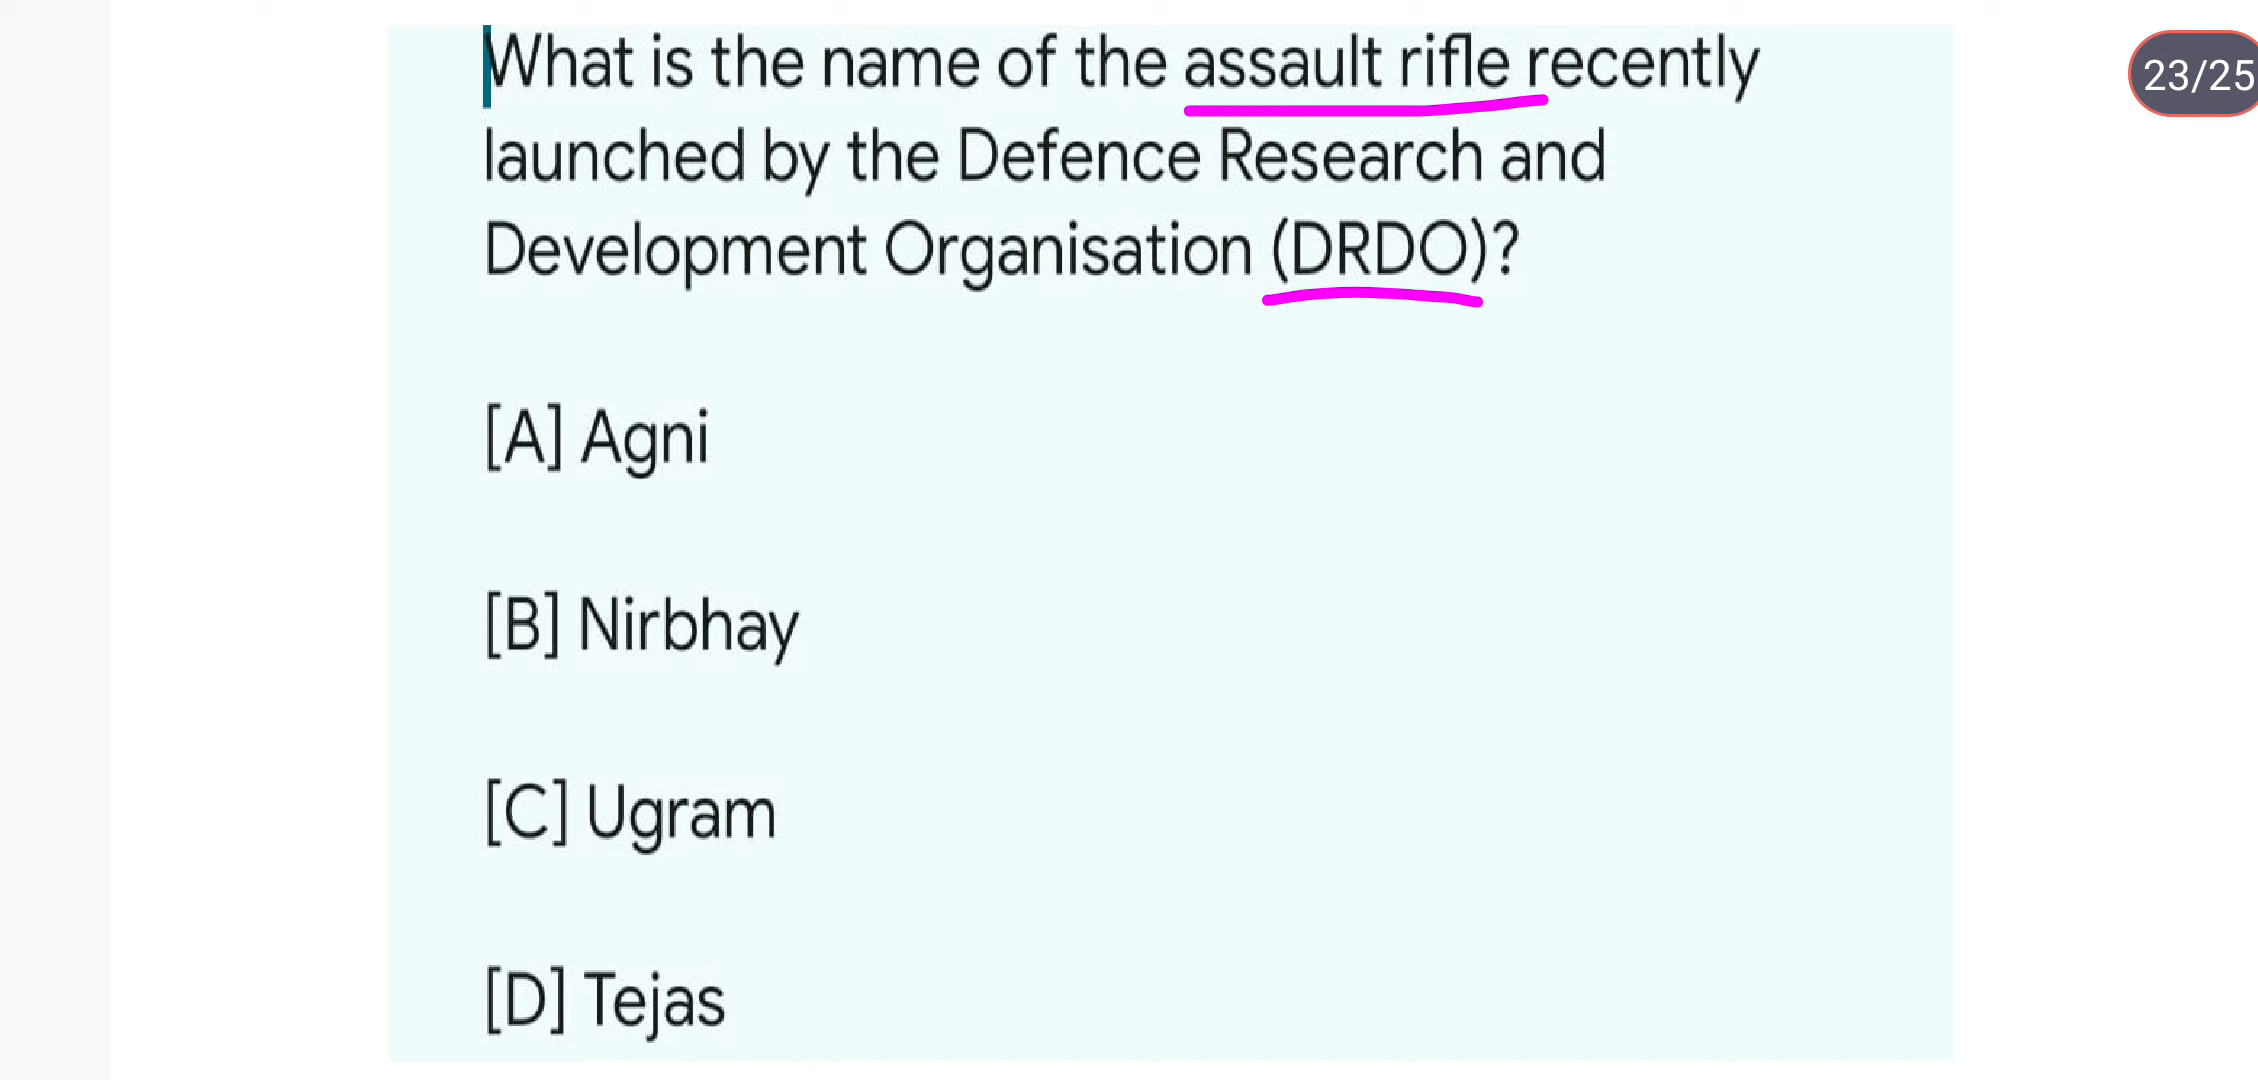 What is the name of the assault rifle recently
23/25
launched by the Defence Research and
Development Organisation (DRDO)?
[A] Agni
[B] Nirbhay
[C] Ugram
[D] Tejas